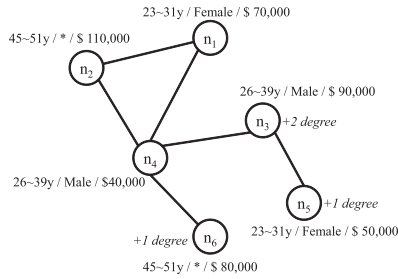 23~31y / Female / $ 70,000
45~51y / * / $ 110,000
n1
n2
26~39y / Male / $ 90,000
n3
+2 degree
n4
26~39y / Male / $40,000
n5
+1 degree
23~31y / Female / $ 50,000
+1 degree
n6
45~51y / * / $ 80,000